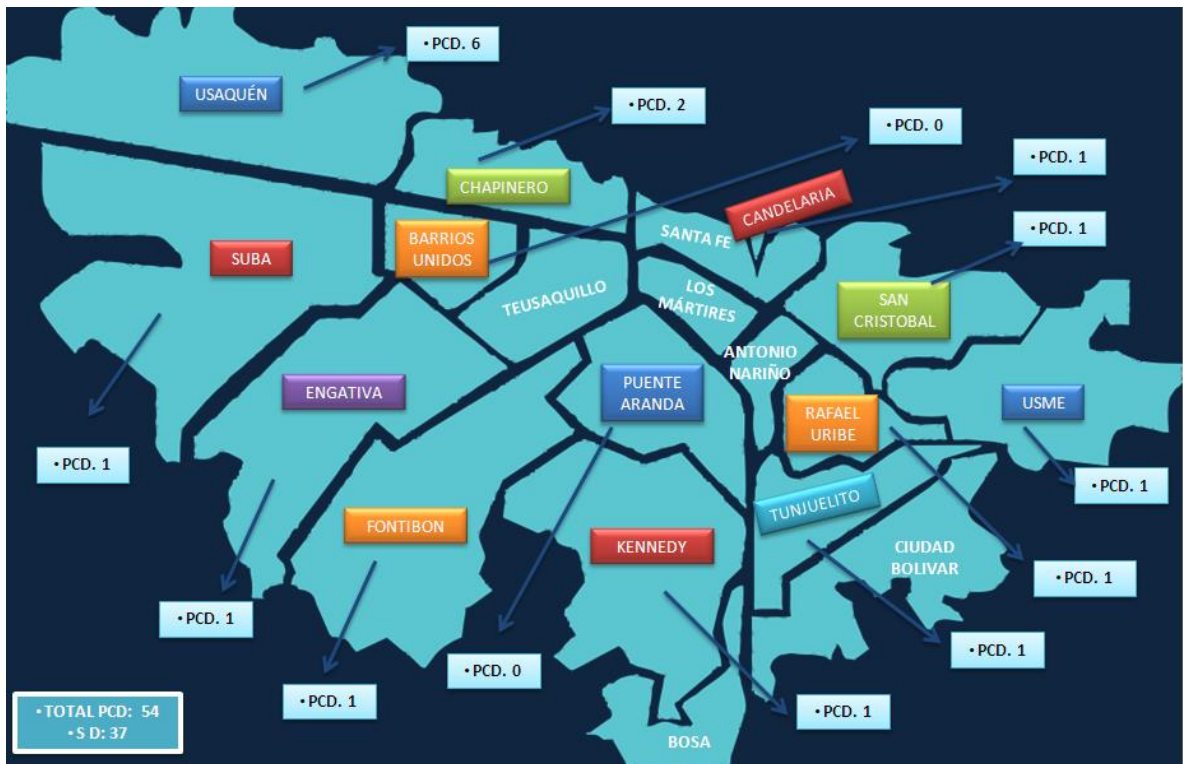 • PCD. 6
USAQUÉN
• PCD. 2
• PCD. 0
• PCD. 1
CHAPINERO
CANDELARIA
• PCD. 1
SANTA FE
BARRIOS
UNIDOS
SUBA
TEUSAQUILLO
LOS
MÁRTIRES
SAN
CRISTOBAL
ANTONIO
NARIÑO
ENGATIVA
PUENTE
ARANDA
RAFAEL
URIBE
USME
• PCD. 1
• PCD. 1
TUNJUELITO
FONTIBON
KENNEDY
CIUDAD
BOLIVAR
• PCD. 1
• PCD. 1
• PCD. 1
• PCD. 0
• PCD. 1
• PCD. 1
• TOTAL PCD: 54
• S D: 37
BOSA